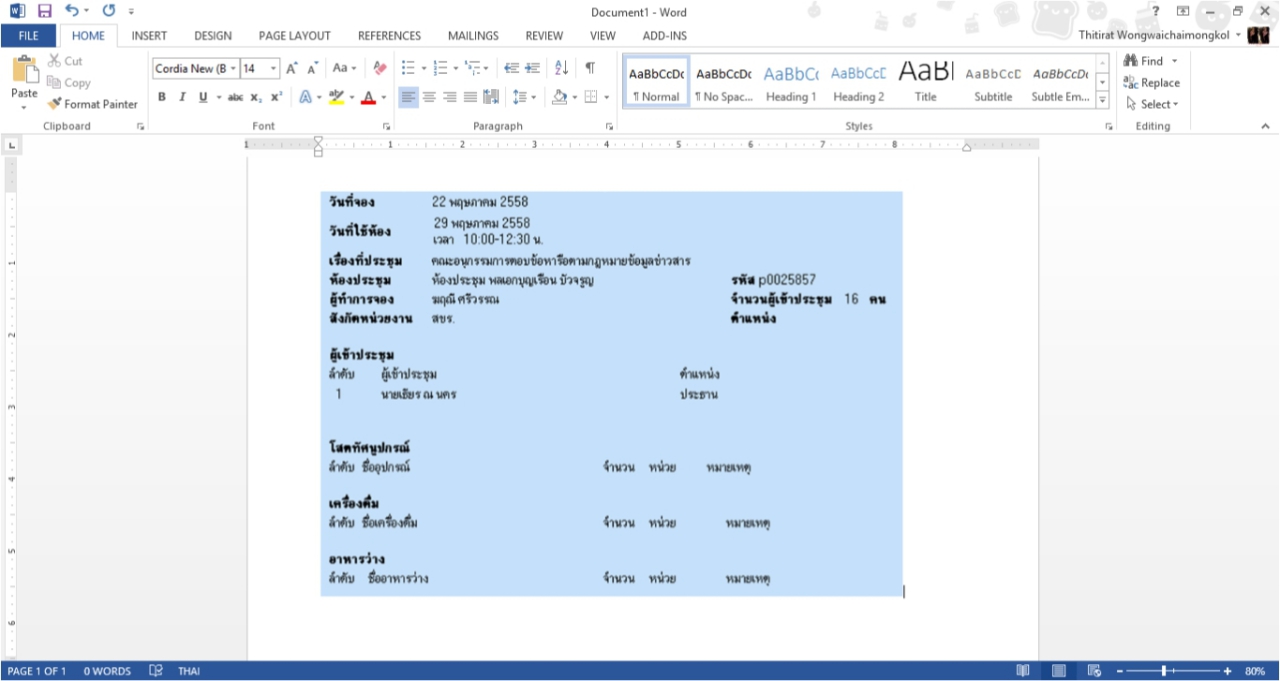 Document1 - Word
FILE HOME INSERT DESIGN PAGE LAYOUT REFERENCES MAILINGS REVIEW VIEW ADD-INS
Thitirat Wongwaichaimongkol
Paste
Cut
Copy
Format Painter
Clipboard
Cordia New (B 14
Font
Paragraph
AaBbCcDc AaBbCcDc AaBbCc AaBbCcD AaBl AaBbCcD AaBbCcDc
¶ Normal ¶ No Spac... Heading 1 Heading 2 Title Subtitle Subtle Em...
Styles
Find
Replace
Select
Editing
1 1 2 3 4 5 6 7 8
วันที่จอง 22 พฤษภาคม 2558
วันที่ใช้ห้อง 29 พฤษภาคม 2558
เวลา 10:00-12:30 น.
เรื่องที่ประชุม คณะอนุกรรมการตอบข้อหารือตามกฎหมายข้อมูลข่าวสาร
ห้องประชุม ห้องประชุม พลเอกบุญเรือน บัวจรูญ รหัส p0025857
ผู้ทำการจอง ฆฤณี ศรีวรรณ จำนวนผู้เข้าประชุม 16 คน
สังกัดหน่วยงาน สขร. ตำแหน่ง
ผู้เข้าประชุม
ลำดับ ผู้เข้าประชุม ตำแหน่ง
1 นายเธียร ณ นคร ประธาน
โสตทัศนูปกรณ์
ลำดับ ชื่ออุปกรณ์ จำนวน หน่วย หมายเหตุ
เครื่องดื่ม
ลำดับ ชื่อเครื่องดื่ม จำนวน หน่วย หมายเหตุ
อาหารว่าง
ลำดับ ชื่ออาหารว่าง จำนวน หน่วย หมายเหตุ
PAGE 1 OF 1 0 WORDS THAI 80%